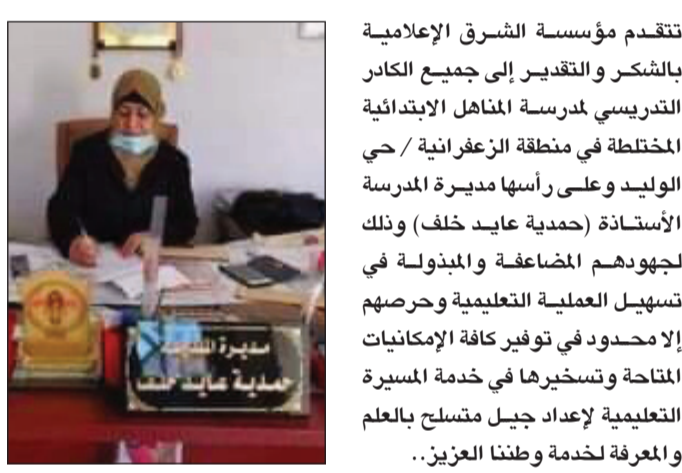 تتقدم مؤسسة الشرق الإعلامية
بالشكر والتقدير إلى جميع الكادر
التدريسي لمدرسة المناهل الابتدائية
المختلطة في منطقة الزعفرانية / حي
الوليد وعلى رأسها مديرة المدرسة
الأستاذة (حمدية عايد خلف) وذلك
لجهودهم المضاعفة والمبذولة في
تسهيل العملية التعليمية وحرصهم
إلا محدود في توفير كافة الإمكانيات
المتاحة وتسخيرها في خدمة المسيرة
التعليمية لإعداد جيل متسلح بالعلم
والمعرفة لخدمة وطننا العزيز..
مديرة
حمدية عايد خلف